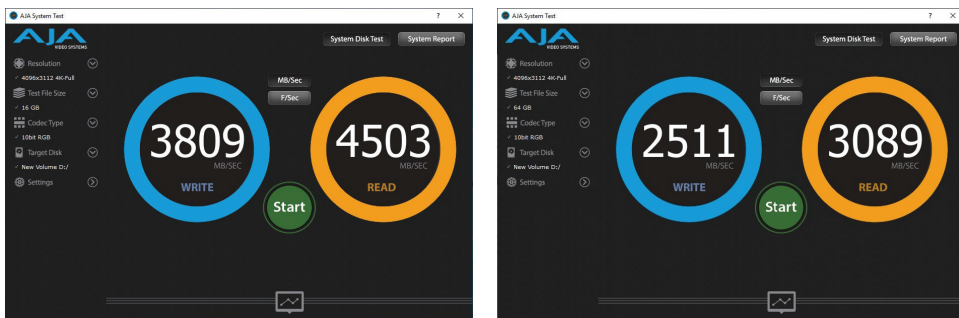 AJA System Test ? ×
AJA
VIDEO SYSTEMS
System Disk Test System Report
Resolution
✓ 4096x3112 4K-Full
Test File Size
✓ 16 GB
Codec Type
✓ 10bit RGB
Target Disk
✓ New Volume D:/
Settings
MB/Sec
F/Sec
3809
MB/SEC
WRITE
4503
MB/SEC
READ
Start
AJA System Test ? ×
AJA
VIDEO SYSTEMS
System Disk Test System Report
Resolution
✓ 4096x3112 4K-Full
Test File Size
✓ 64 GB
Codec Type
✓ 10bit RGB
Target Disk
✓ New Volume D:/
Settings
MB/Sec
F/Sec
2511
MB/SEC
WRITE
3089
MB/SEC
READ
Start